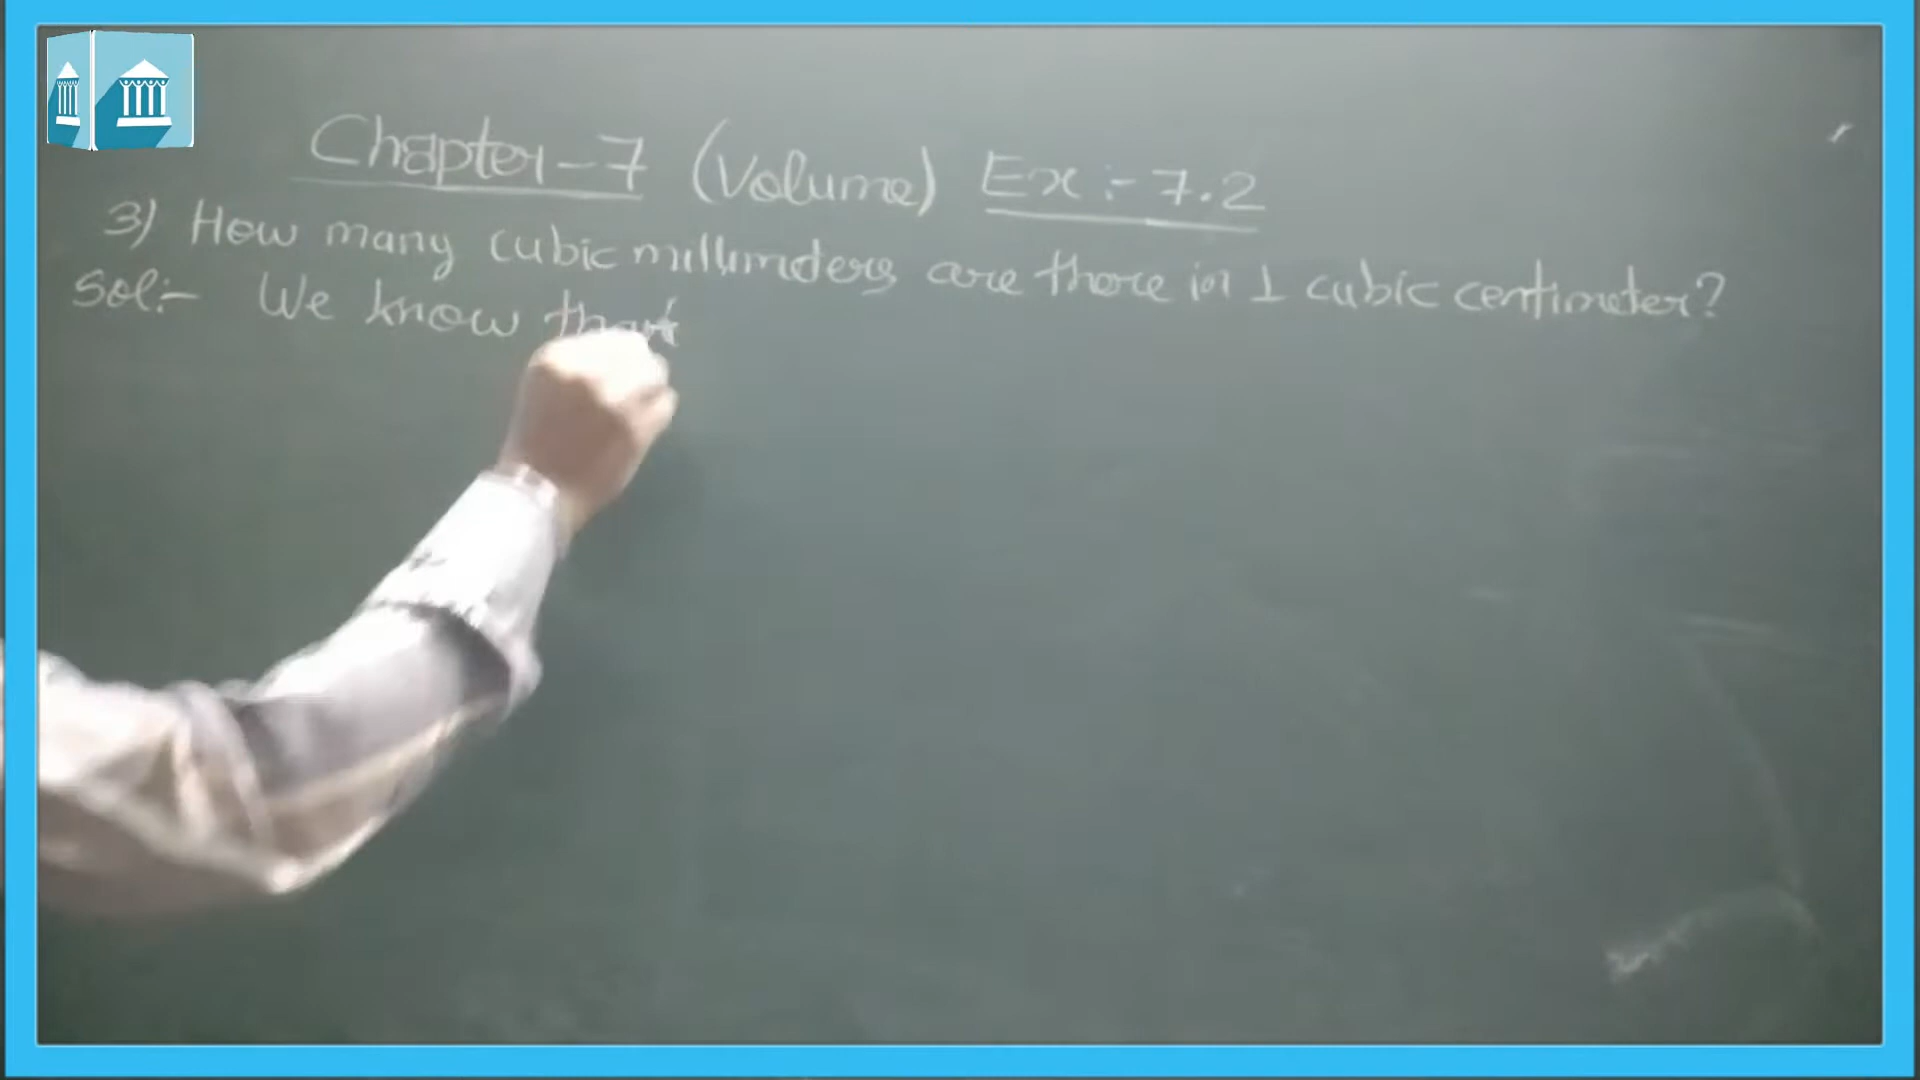 Chapter-7 (Volume) Ex:- 7.2
3) How many cubic millimeters are there in 1 cubic centimeter?
Sol:- We know that